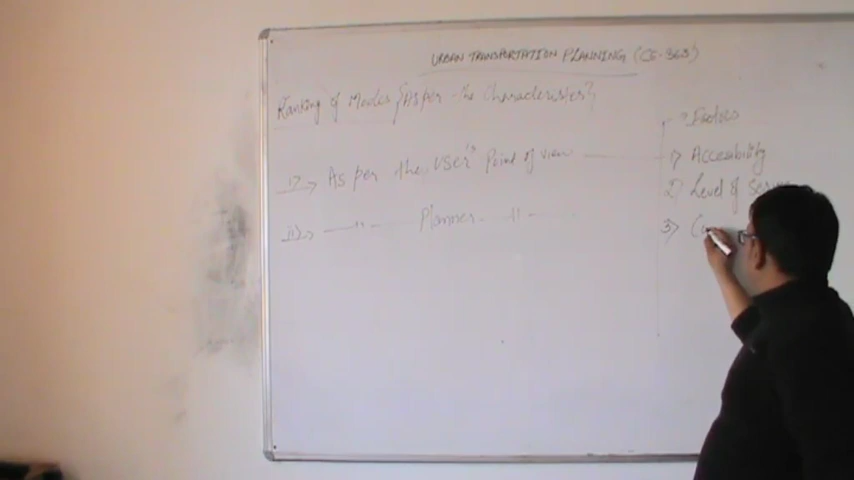 URBAN TRANSPORTATION PLANNING (CE-363)
Ranking of Modes {As per the Characteristics}
i) As per the user's Point of view
ii) —"— Planner —"—
Factors
1) Accessibility
2) Level of
3)